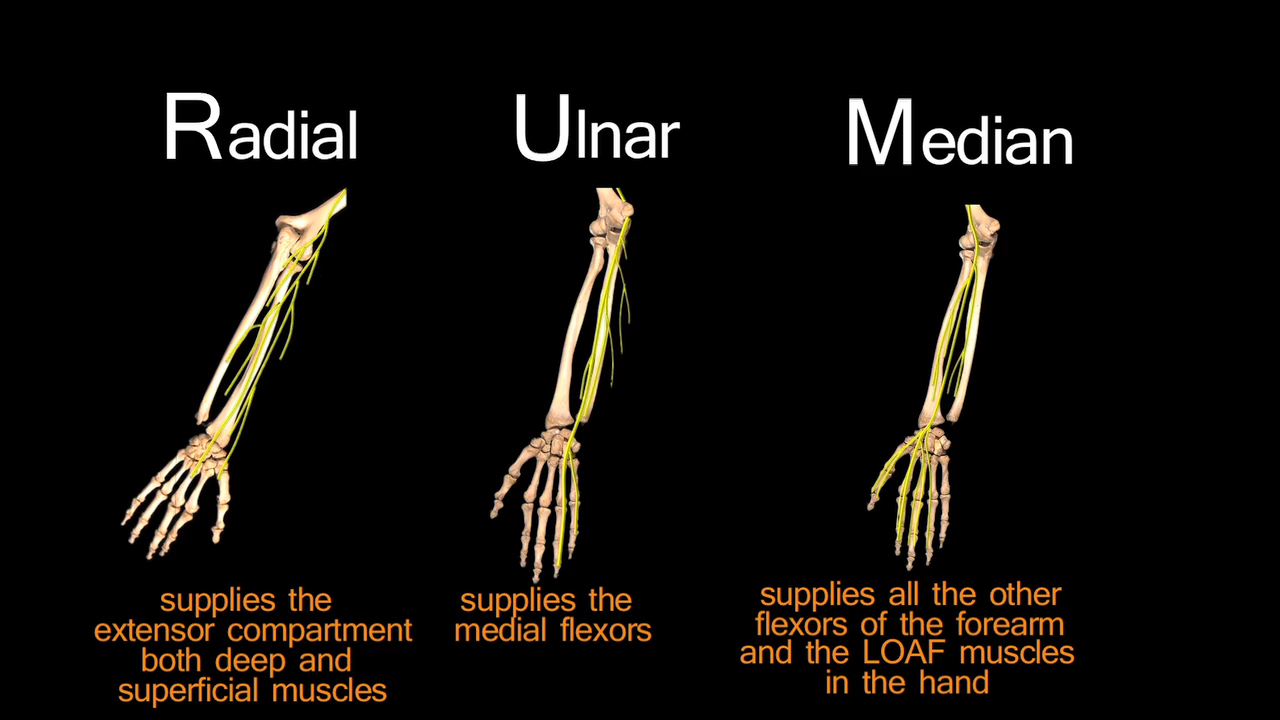 Radial
Ulnar
Median
supplies the
extensor compartment
both deep and
superficial muscles
supplies the
medial flexors
supplies all the other
flexors of the forearm
and the LOAF muscles
in the hand